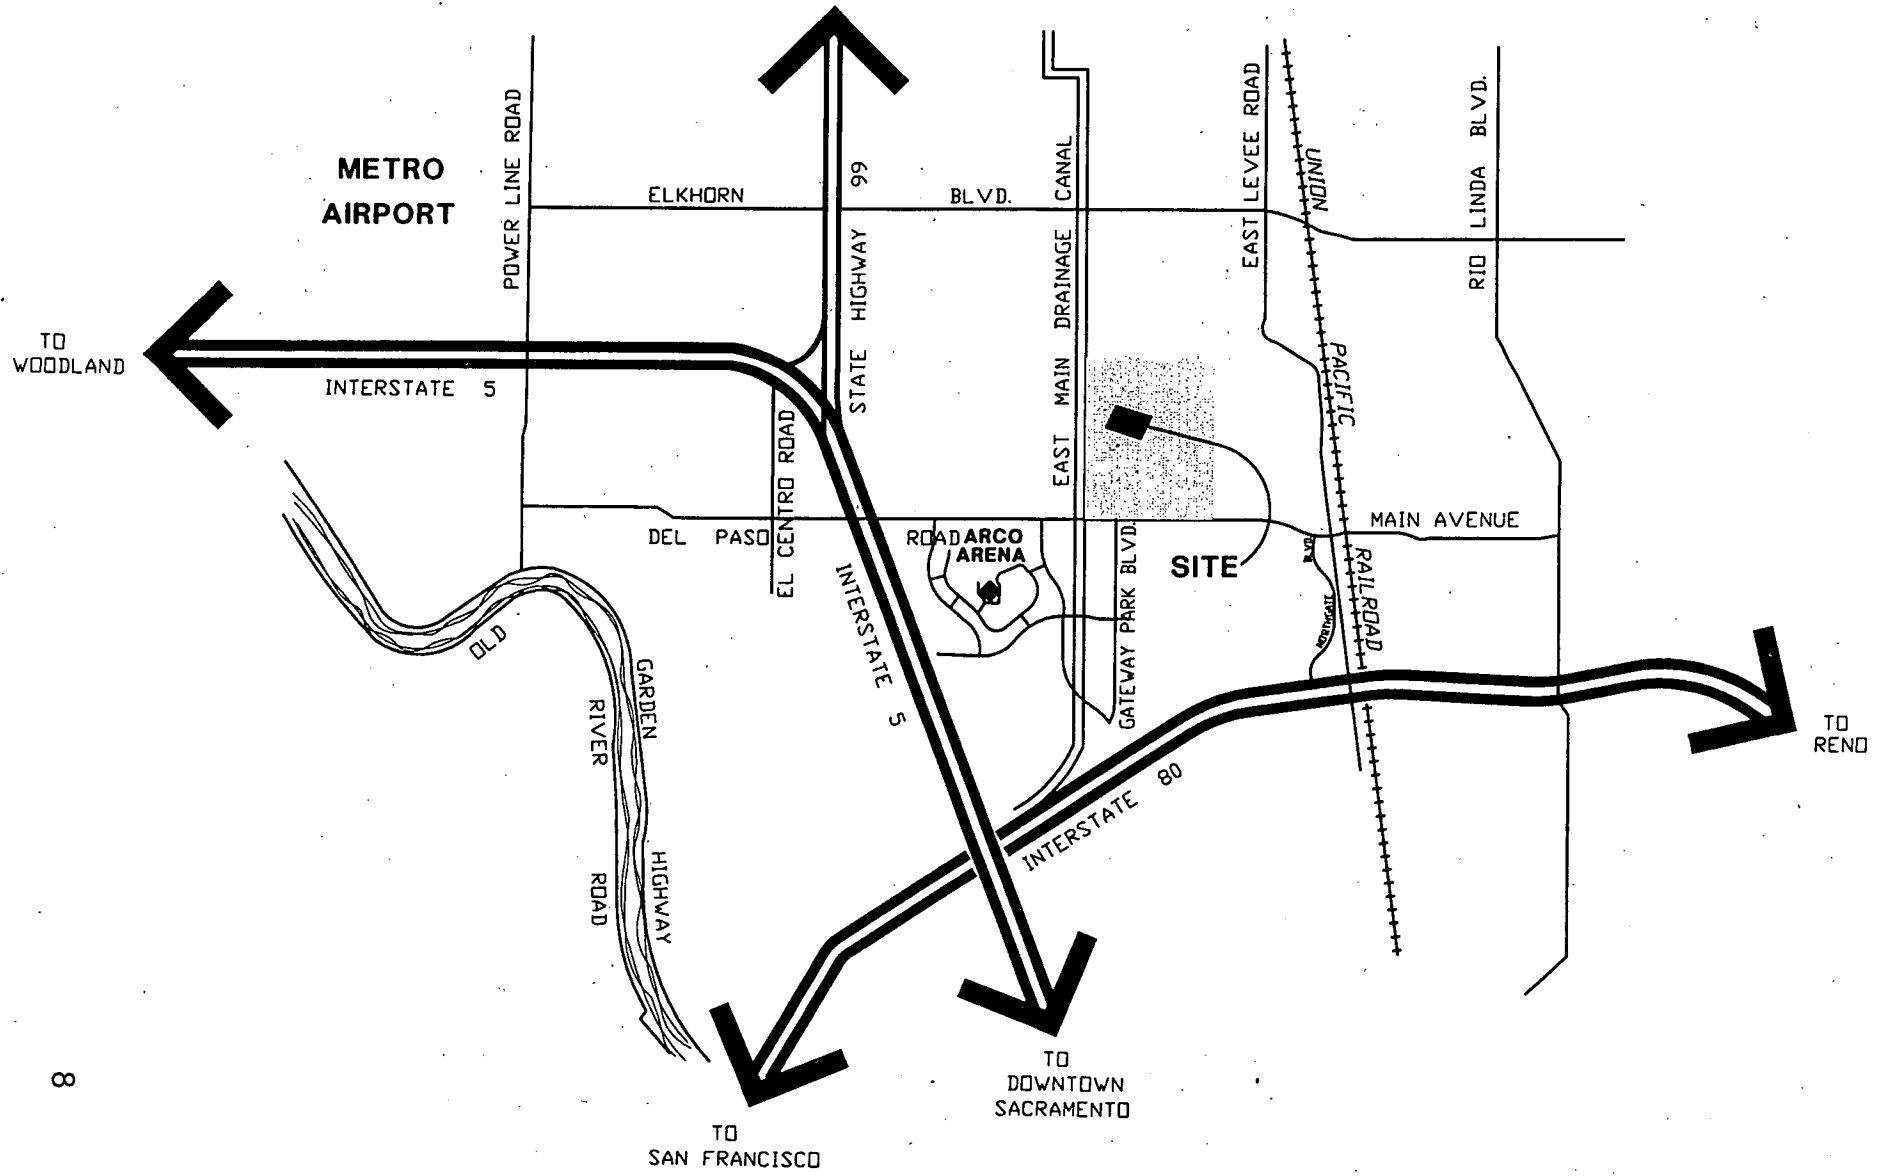 METRO
AIRPORT
POWER LINE ROAD
ELKHORN BLVD.
STATE HIGHWAY 99
EAST MAIN DRAINAGE CANAL
EAST LEVEE ROAD
UNION PACIFIC RAILROAD
RIO LINDA BLVD.
TO
WOODLAND
INTERSTATE 5
EL CENTRO ROAD
DEL PASO ROAD
ARCO
ARENA
MAIN AVENUE
SITE
GATEWAY PARK BLVD.
NORTHGATE BLVD.
INTERSTATE 5
OLD RIVER ROAD
GARDEN HIGHWAY
INTERSTATE 80
TO
RENO
TO
DOWNTOWN
SACRAMENTO
TO
SAN FRANCISCO
8